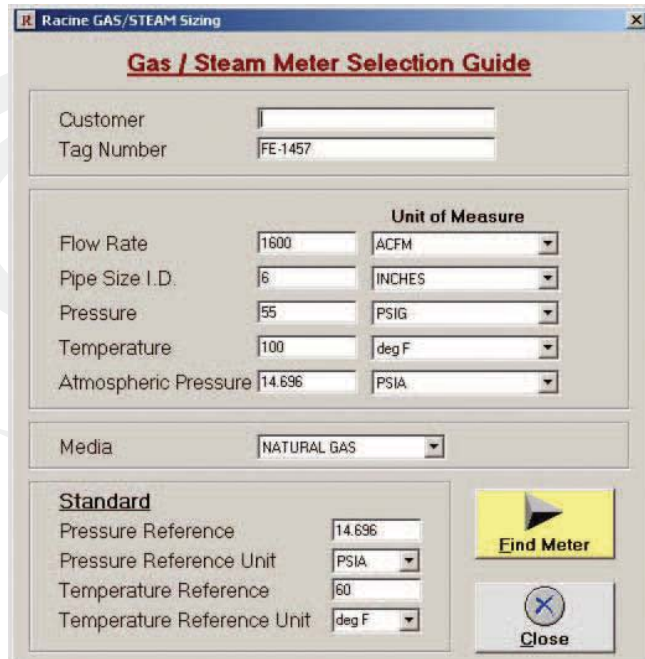 R Racine GAS/STEAM Sizing
Gas / Steam Meter Selection Guide
Customer
Tag Number FE-1457
Unit of Measure
Flow Rate 1600 ACFM
Pipe Size I.D. 6 INCHES
Pressure 55 PSIG
Temperature 100 deg F
Atmospheric Pressure 14.696 PSIA
Media NATURAL GAS
Standard
Pressure Reference 14.696
Pressure Reference Unit PSIA
Temperature Reference 60
Temperature Reference Unit deg F
Find Meter
Close